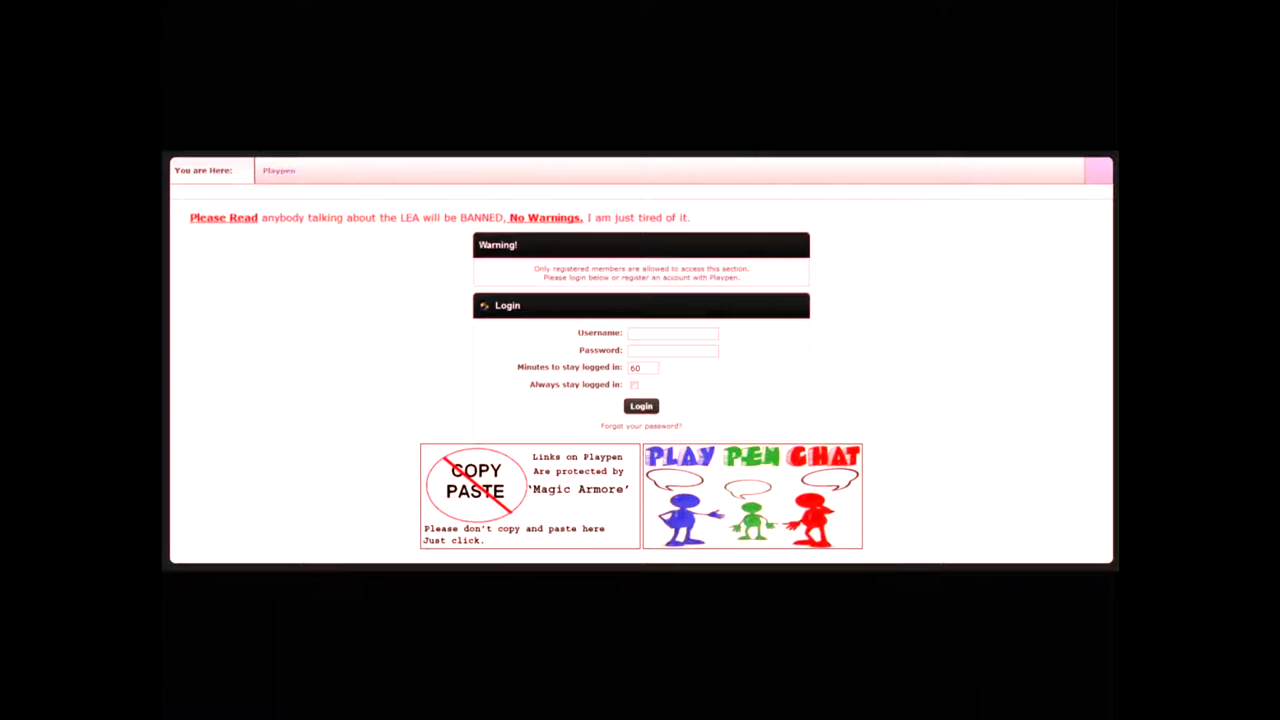 You are Here: Playpen
Please Read anybody talking about the LEA will be BANNED, No Warnings. I am just tired of it.
Warning!
Only registered members are allowed to access this section.
Please login below or register an account with Playpen.
Login
Username:
Password:
Minutes to stay logged in: 60
Always stay logged in:
Login
Forgot your password?
COPY
PASTE
Links on Playpen
Are protected by
'Magic Armore'
Please don't copy and paste here
Just click.
PLAY PEN CHAT